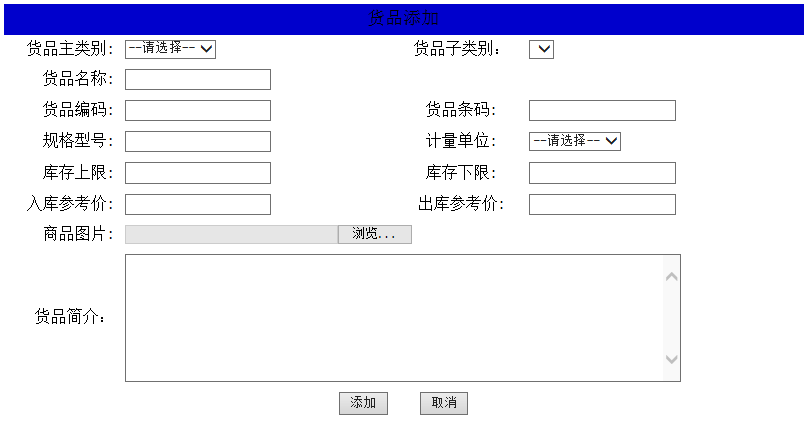 货品添加
货品主类别: --请选择-- 货品子类别：
货品名称:
货品编码: 货品条码:
规格型号: 计量单位: --请选择--
库存上限: 库存下限:
入库参考价: 出库参考价:
商品图片: 浏览...
货品简介：
添加 取消